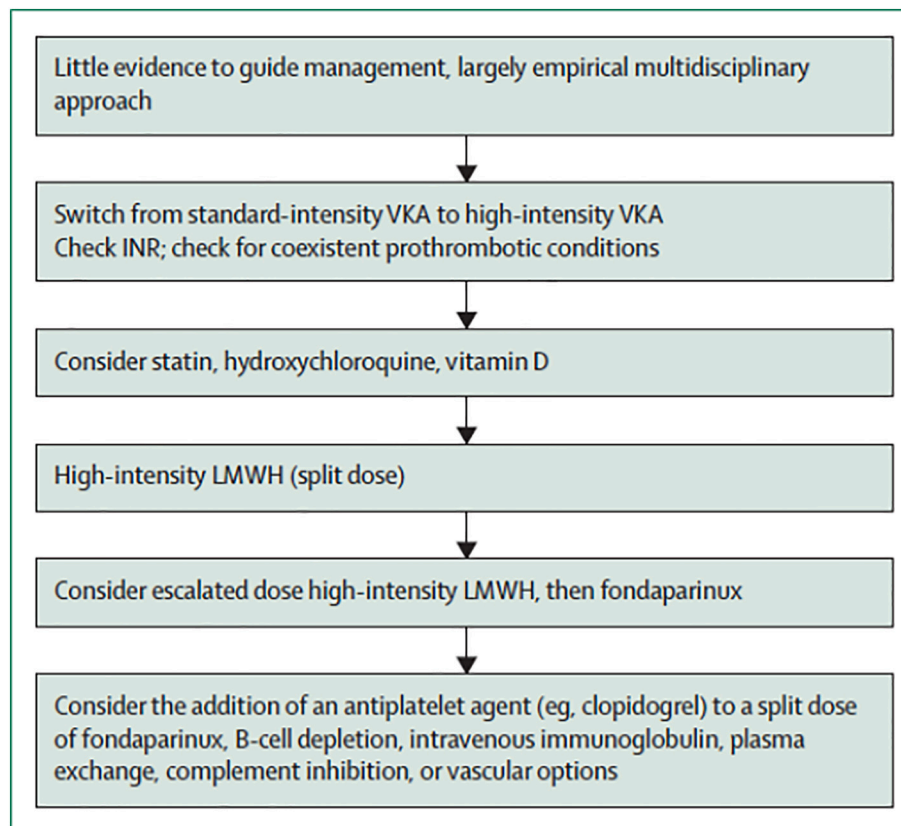 Little evidence to guide management, largely empirical multidisciplinary
approach
Switch from standard-intensity VKA to high-intensity VKA
Check INR; check for coexistent prothrombotic conditions
Consider statin, hydroxychloroquine, vitamin D
High-intensity LMWH (split dose)
Consider escalated dose high-intensity LMWH, then fondaparinux
Consider the addition of an antiplatelet agent (eg, clopidogrel) to a split dose
of fondaparinux, B-cell depletion, intravenous immunoglobulin, plasma
exchange, complement inhibition, or vascular options